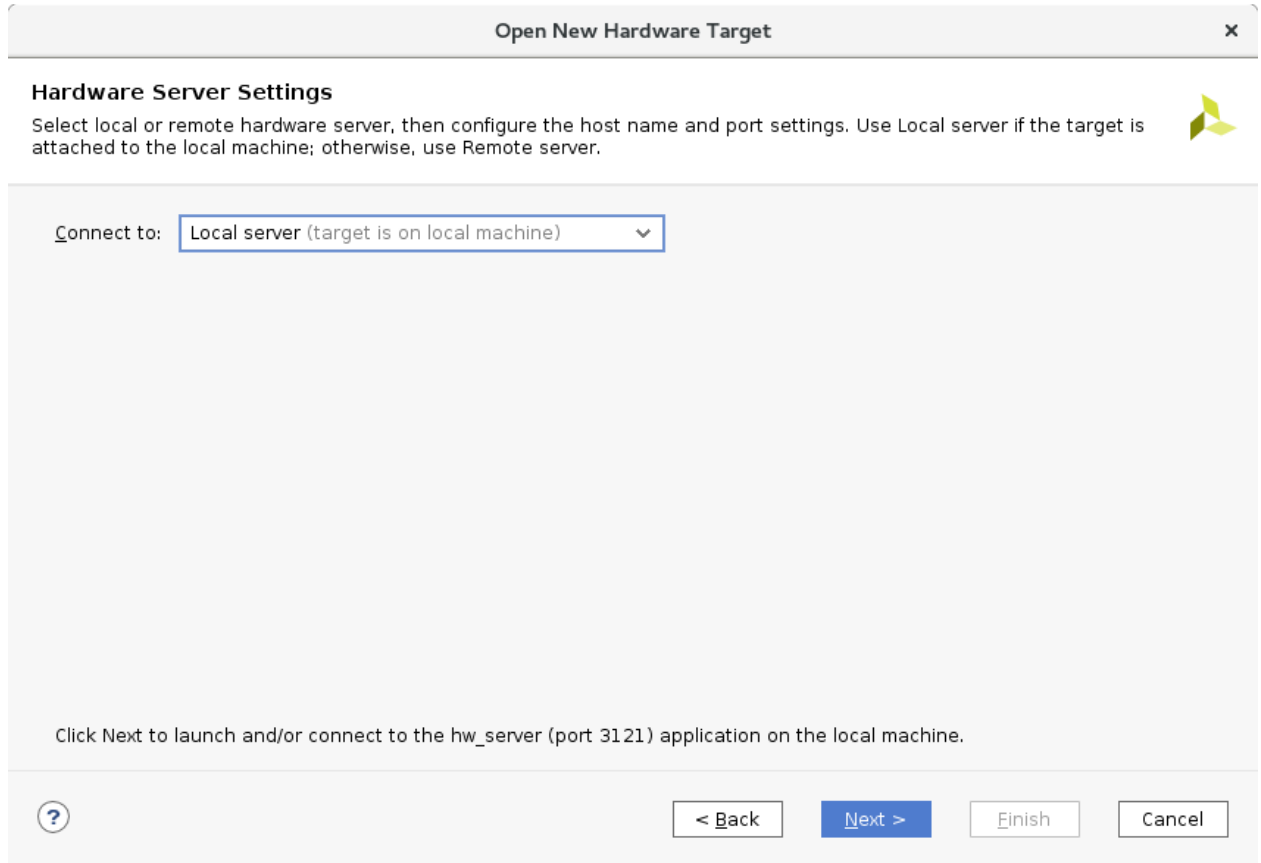 Open New Hardware Target ×
Hardware Server Settings
Select local or remote hardware server, then configure the host name and port settings. Use Local server if the target is
attached to the local machine; otherwise, use Remote server.
Connect to: Local server (target is on local machine)
Click Next to launch and/or connect to the hw_server (port 3121) application on the local machine.
? < Back Next > Finish Cancel